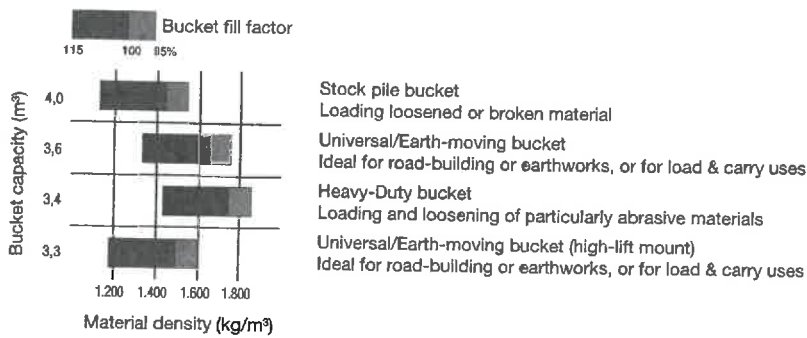 Bucket fill factor
115 100 95%
Bucket capacity (m³)
4,0
Stock pile bucket
Loading loosened or broken material
3,6
Universal/Earth-moving bucket
Ideal for road-building or earthworks, or for load & carry uses
3,4
Heavy-Duty bucket
Loading and loosening of particularly abrasive materials
3,3
Universal/Earth-moving bucket (high-lift mount)
Ideal for road-building or earthworks, or for load & carry uses
1.200 1.400 1.600 1.800
Material density (kg/m³)